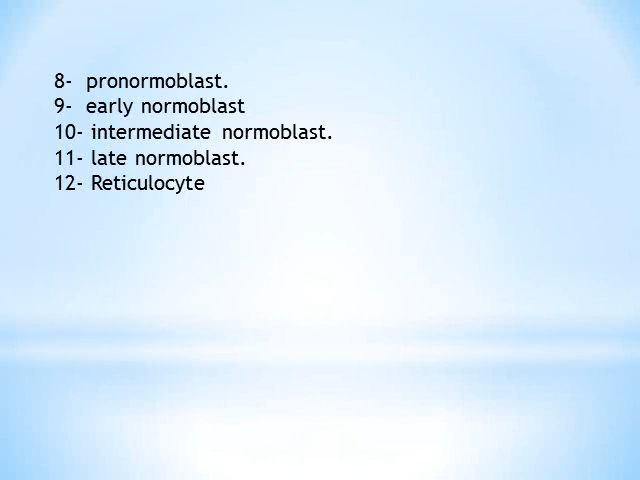 8- pronormoblast.
9- early normoblast
10- intermediate normoblast.
11- late normoblast.
12- Reticulocyte